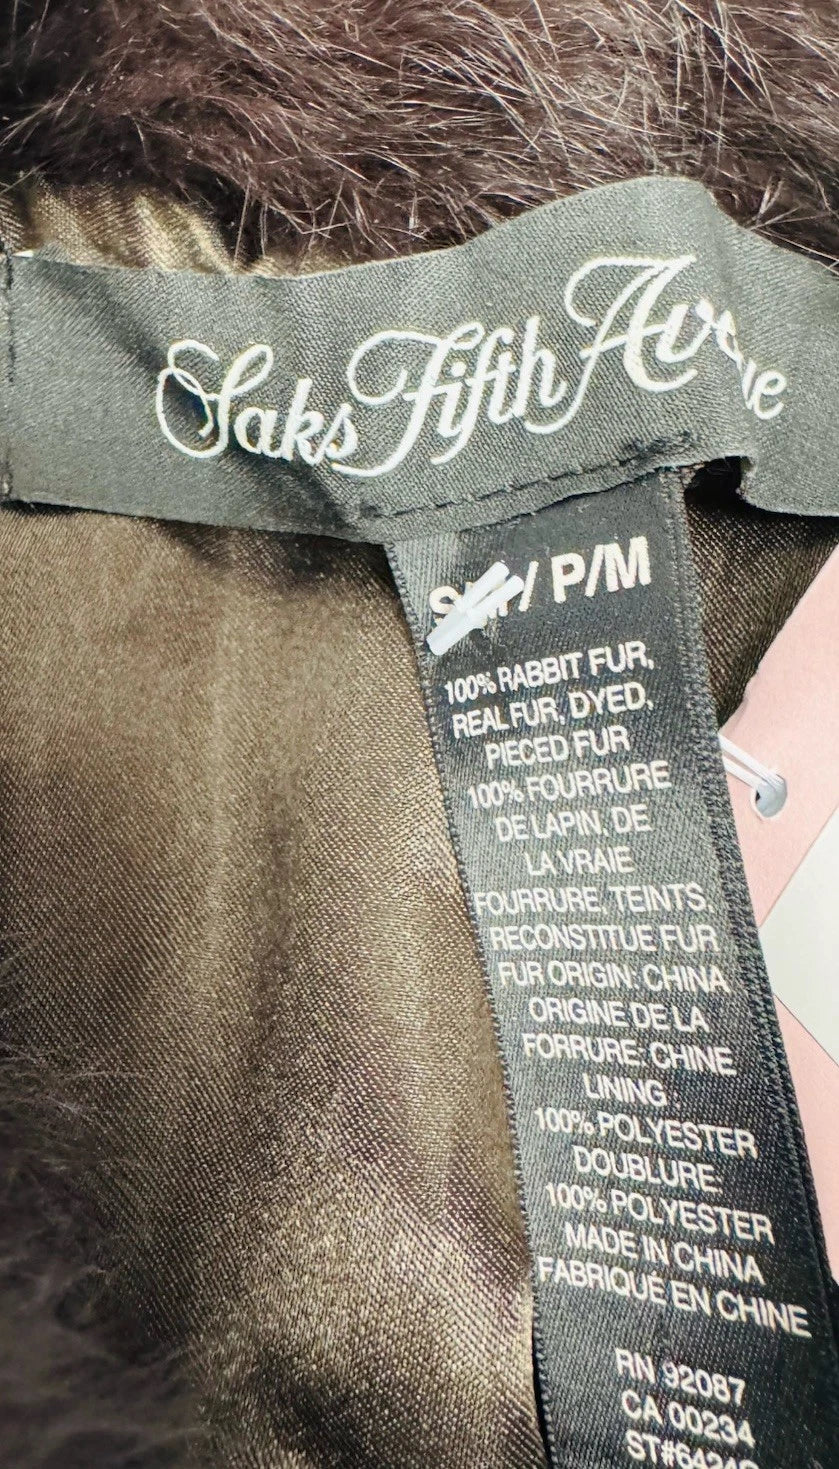 Saks Fifth Avenue
/ P/M
100% RABBIT FUR,
REAL FUR, DYED,
PIECED FUR
100% FOURRURE
DE LAPIN, DE
LA VRAIE
FOURRURE, TEINTS,
RECONSTITUE FUR
FUR ORIGIN: CHINA
ORIGINE DE LA
FORRURE: CHINE
LINING:
100% POLYESTER
DOUBLURE:
100% POLYESTER
MADE IN CHINA
FABRIQUÉ EN CHINE
RN 92087
CA 00234